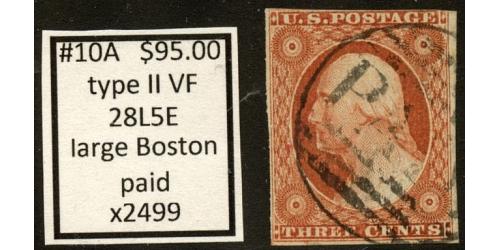 #10A $95.00
type II VF
28L5E
large Boston
paid
x2499
U.S. POSTAGE
THREE CENTS